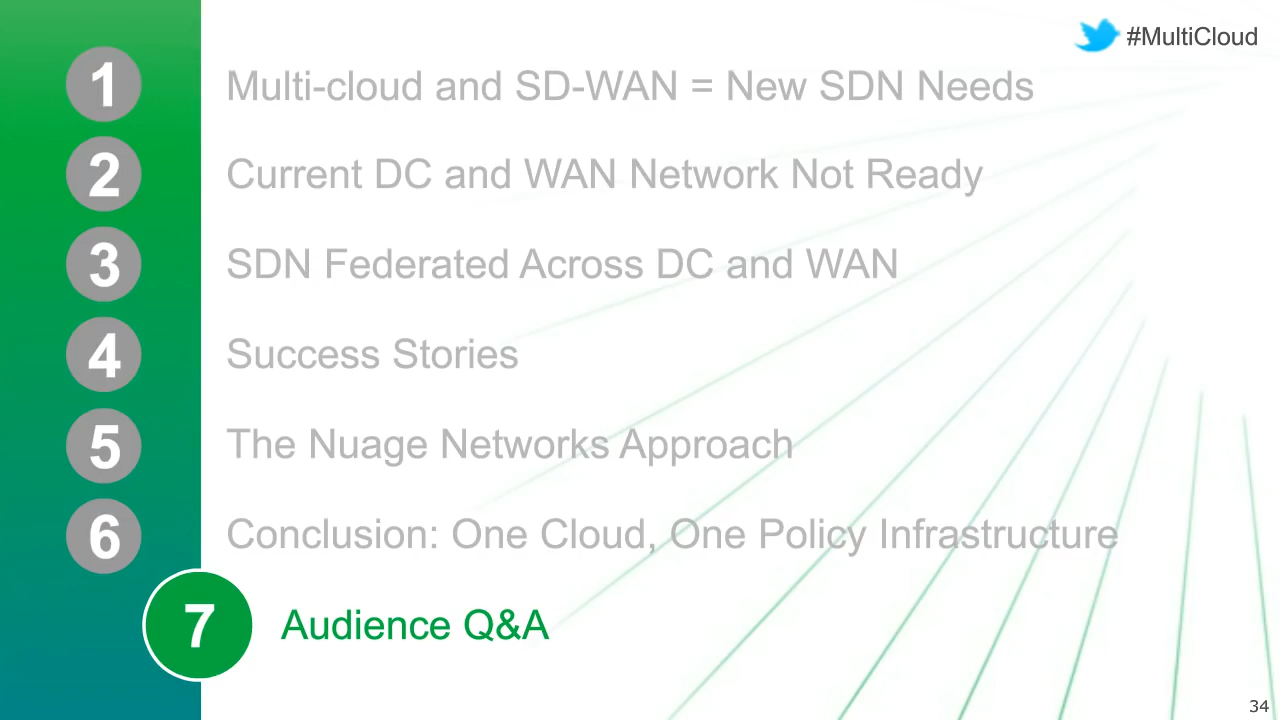 #MultiCloud
1 Multi-cloud and SD-WAN = New SDN Needs
2 Current DC and WAN Network Not Ready
3 SDN Federated Across DC and WAN
4 Success Stories
5 The Nuage Networks Approach
6 Conclusion: One Cloud, One Policy Infrastructure
7 Audience Q&A
34